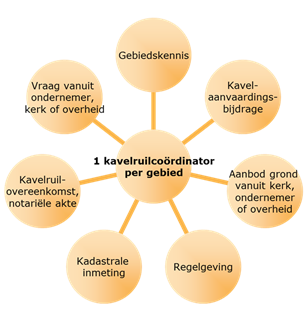 Gebiedskennis
Kavel-
aanvaardings-
bijdrage
Aanbod grond
vanuit kerk,
ondernemer
of overheid
Regelgeving
Kadastrale
inmeting
Kavelruil-
overeenkomst,
notariële akte
Vraag vanuit
ondernemer,
kerk of overheid
1 kavelruilcoördinator
per gebied